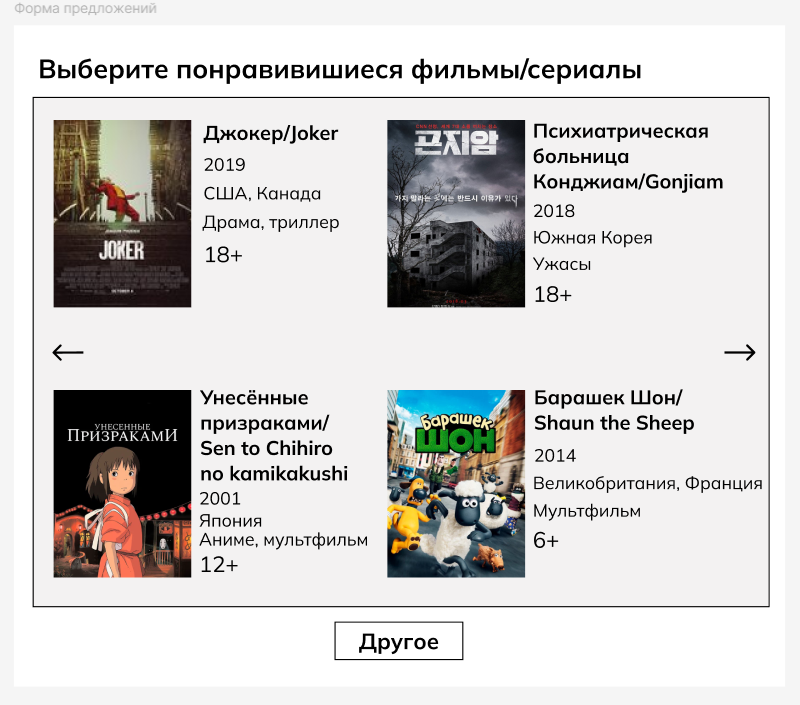 Форма предложений
Выберите понравивишиеся фильмы/сериалы
JOKER
Джокер/Joker
2019
США, Канада
Драма, триллер
18+
곤지암
가지 말라는 곳에는 반드시 이유가 있다
Психиатрическая
больница
Конджиам/Gonjiam
2018
Южная Корея
Ужасы
18+
←
→
УНЕСЕННЫЕ
ПРИЗРАКАМИ
Унесённые
призраками/
Sen to Chihiro
no kamikakushi
2001
Япония
Аниме, мультфильм
12+
барашек
ШОН
Барашек Шон/
Shaun the Sheep
2014
Великобритания, Франция
Мультфильм
6+
Другое